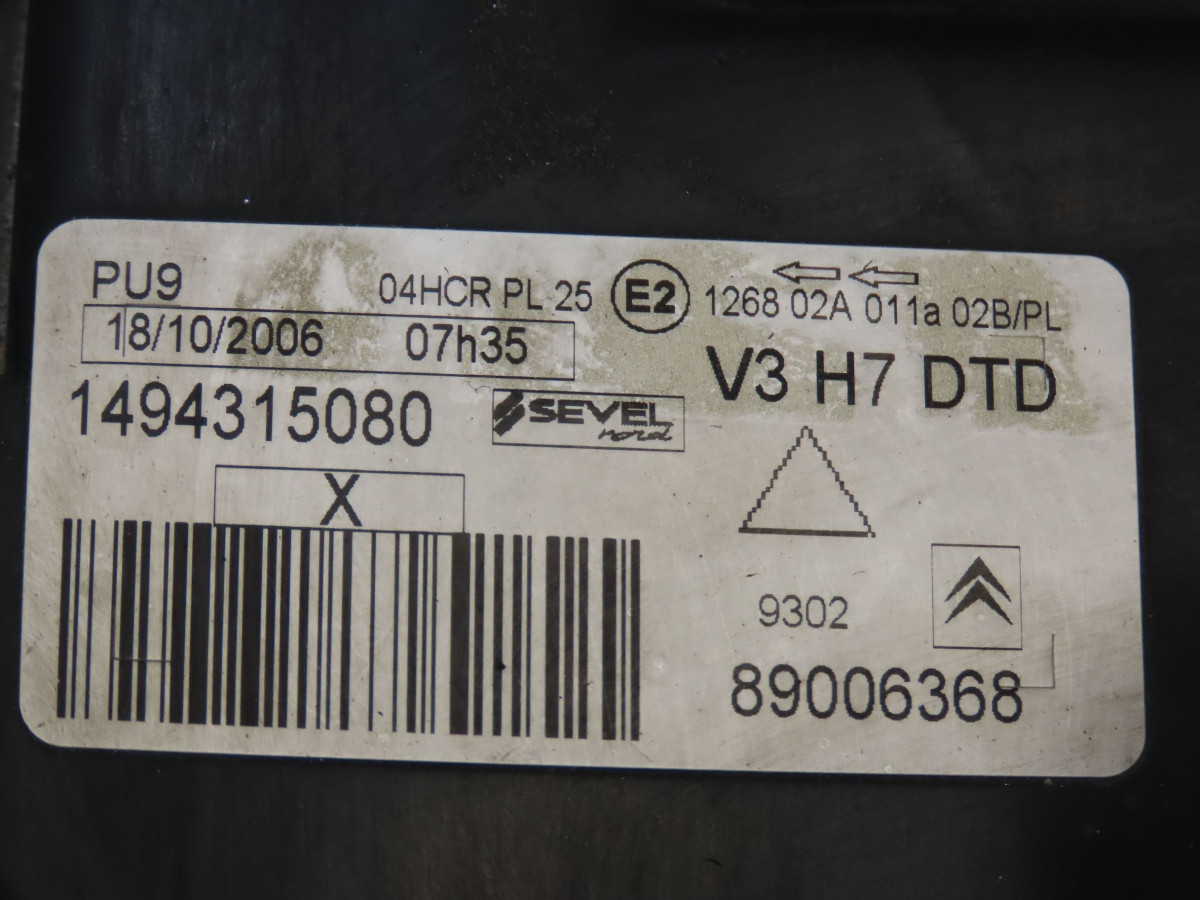 PU9
04HCR PL 25 E2 1268 02A 011a 02B/PL
18/10/2006 07h35
V3 H7 DTD
1494315080
SEVEL
nord
X
9302
89006368